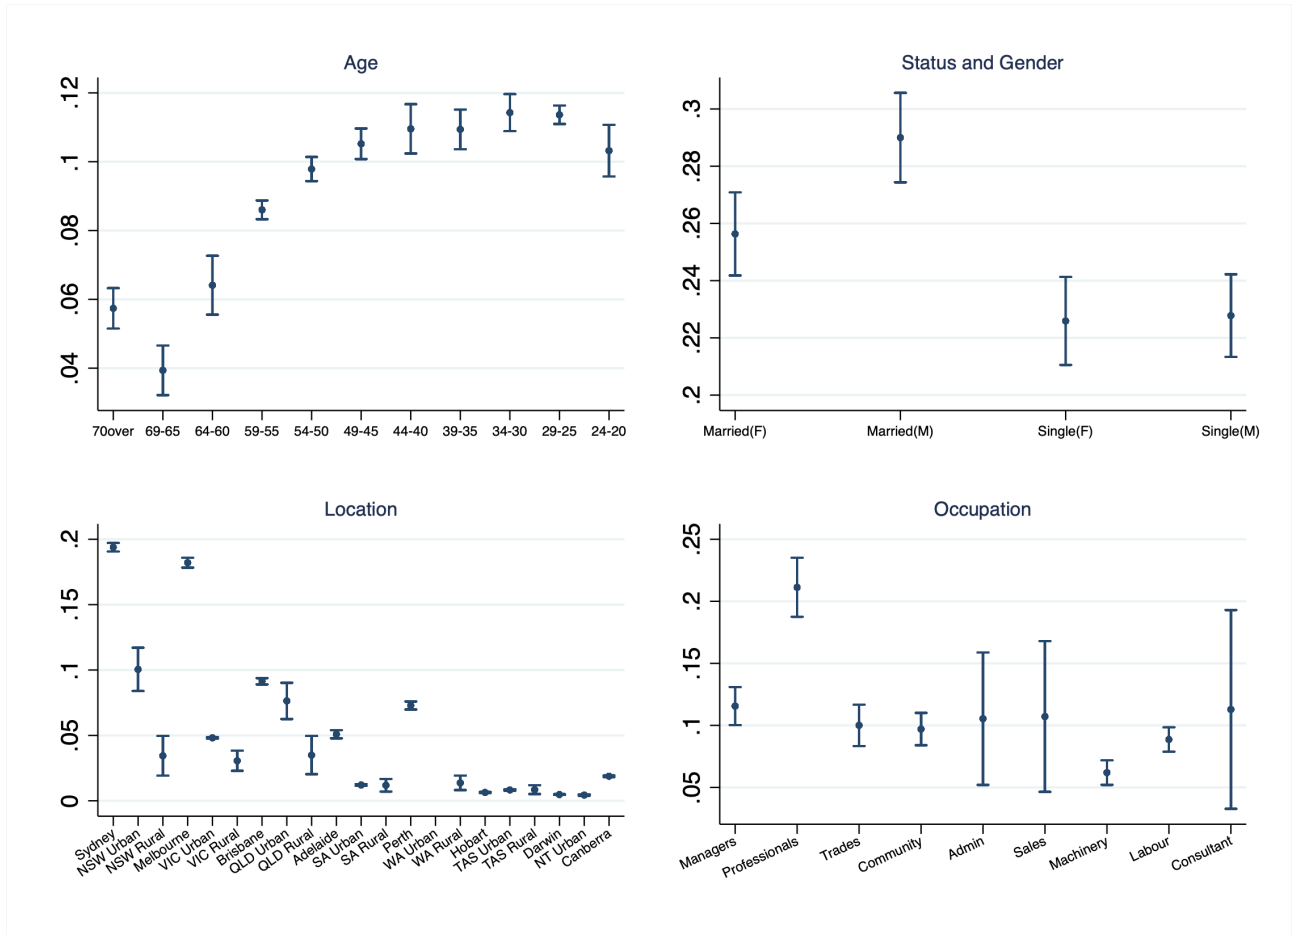 Age
.12
.1
.08
.06
.04
70over 69-65 64-60 59-55 54-50 49-45 44-40 39-35 34-30 29-25 24-20
Status and Gender
.3
.28
.26
.24
.22
.2
Married(F) Married(M) Single(F) Single(M)
Location
.2
.15
.1
.05
0
Sydney NSW Urban NSW Rural Melbourne VIC Urban VIC Rural Brisbane QLD Urban QLD Rural Adelaide SA Urban SA Rural Perth WA Urban WA Rural Hobart TAS Urban TAS Rural Darwin NT Urban Canberra
Occupation
.25
.2
.15
.1
.05
Managers Professionals Trades Community Admin Sales Machinery Labour Consultant